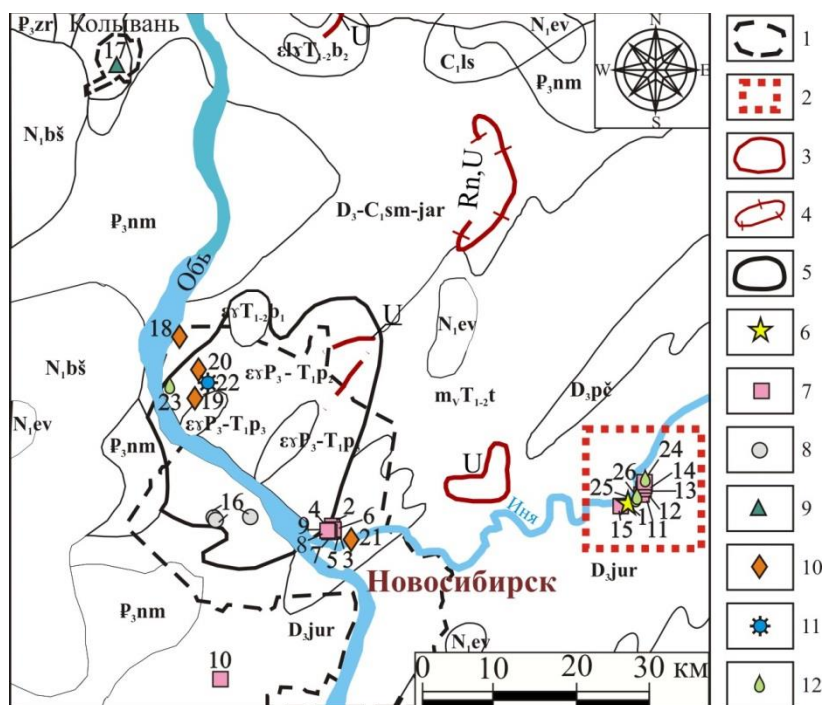 P₃zr
Колывань
17
εlγT₁₋₂b₂
U
N₁ev
C₁ls
P₃nm
N
W
E
S
N₁bš
P₃nm
Rn,U
D₃-C₁sm-jar
Обь
εγT₁₋₂b₁
18
U
N₁ev
N₁bš
20
εγP₃-T₁p₂
22
D₃pč
23
19
mᵥT₁₋₂t
N₁ev
εγP₃-T₁p₃
P₃nm
εγP₃-T₁p
U
24
26
14
25
13
16
4
2
Иня
9
6
12
8
21
15
1
11
7
5
3
Новосибирск
P₃nm
D₃jur
D₃jur
N₁ev
10
0
10
20
30
км
1
2
3
4
5
6
7
8
9
10
11
12